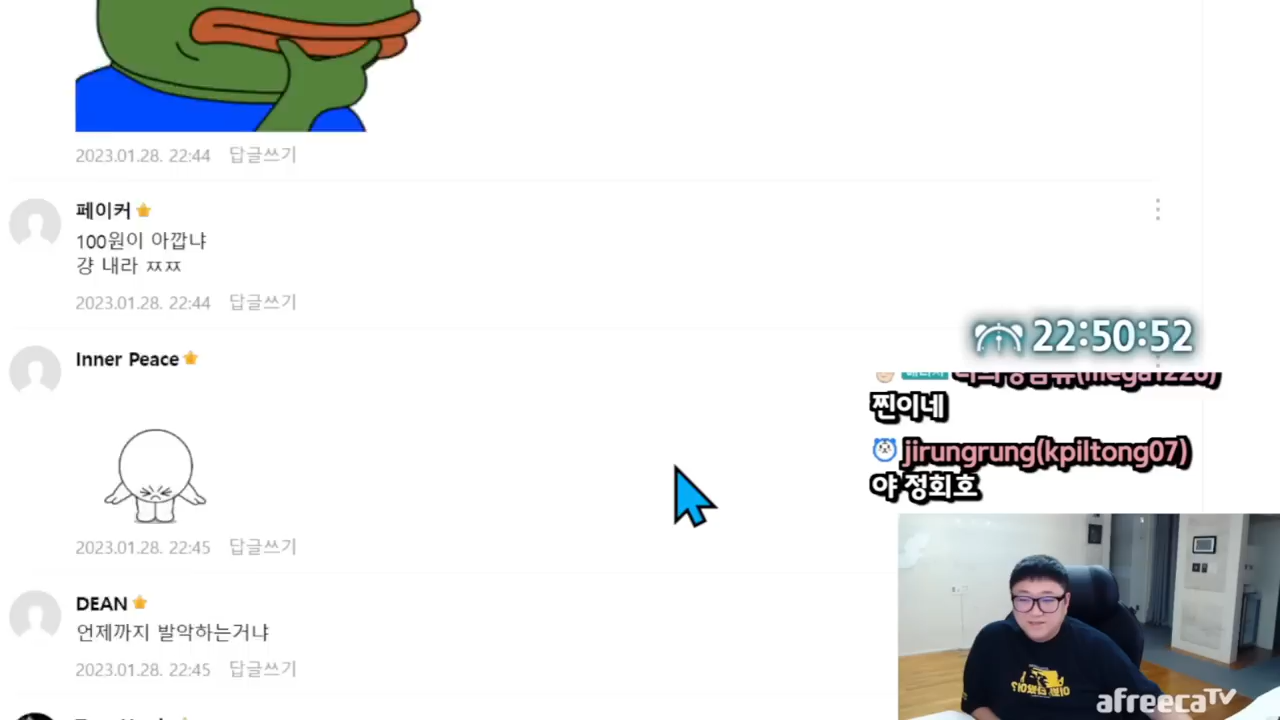 2023.01.28. 22:44 답글쓰기
페이커
100원이 아깝냐
걍 내라 ㅉㅉ
2023.01.28. 22:44 답글쓰기
Inner Peace
2023.01.28. 22:45 답글쓰기
DEAN
언제까지 발악하는거냐
2023.01.28. 22:45 답글쓰기
22:50:52
찐이네
jirungrung(kpiltong07)
야 정회호
afreecaTV